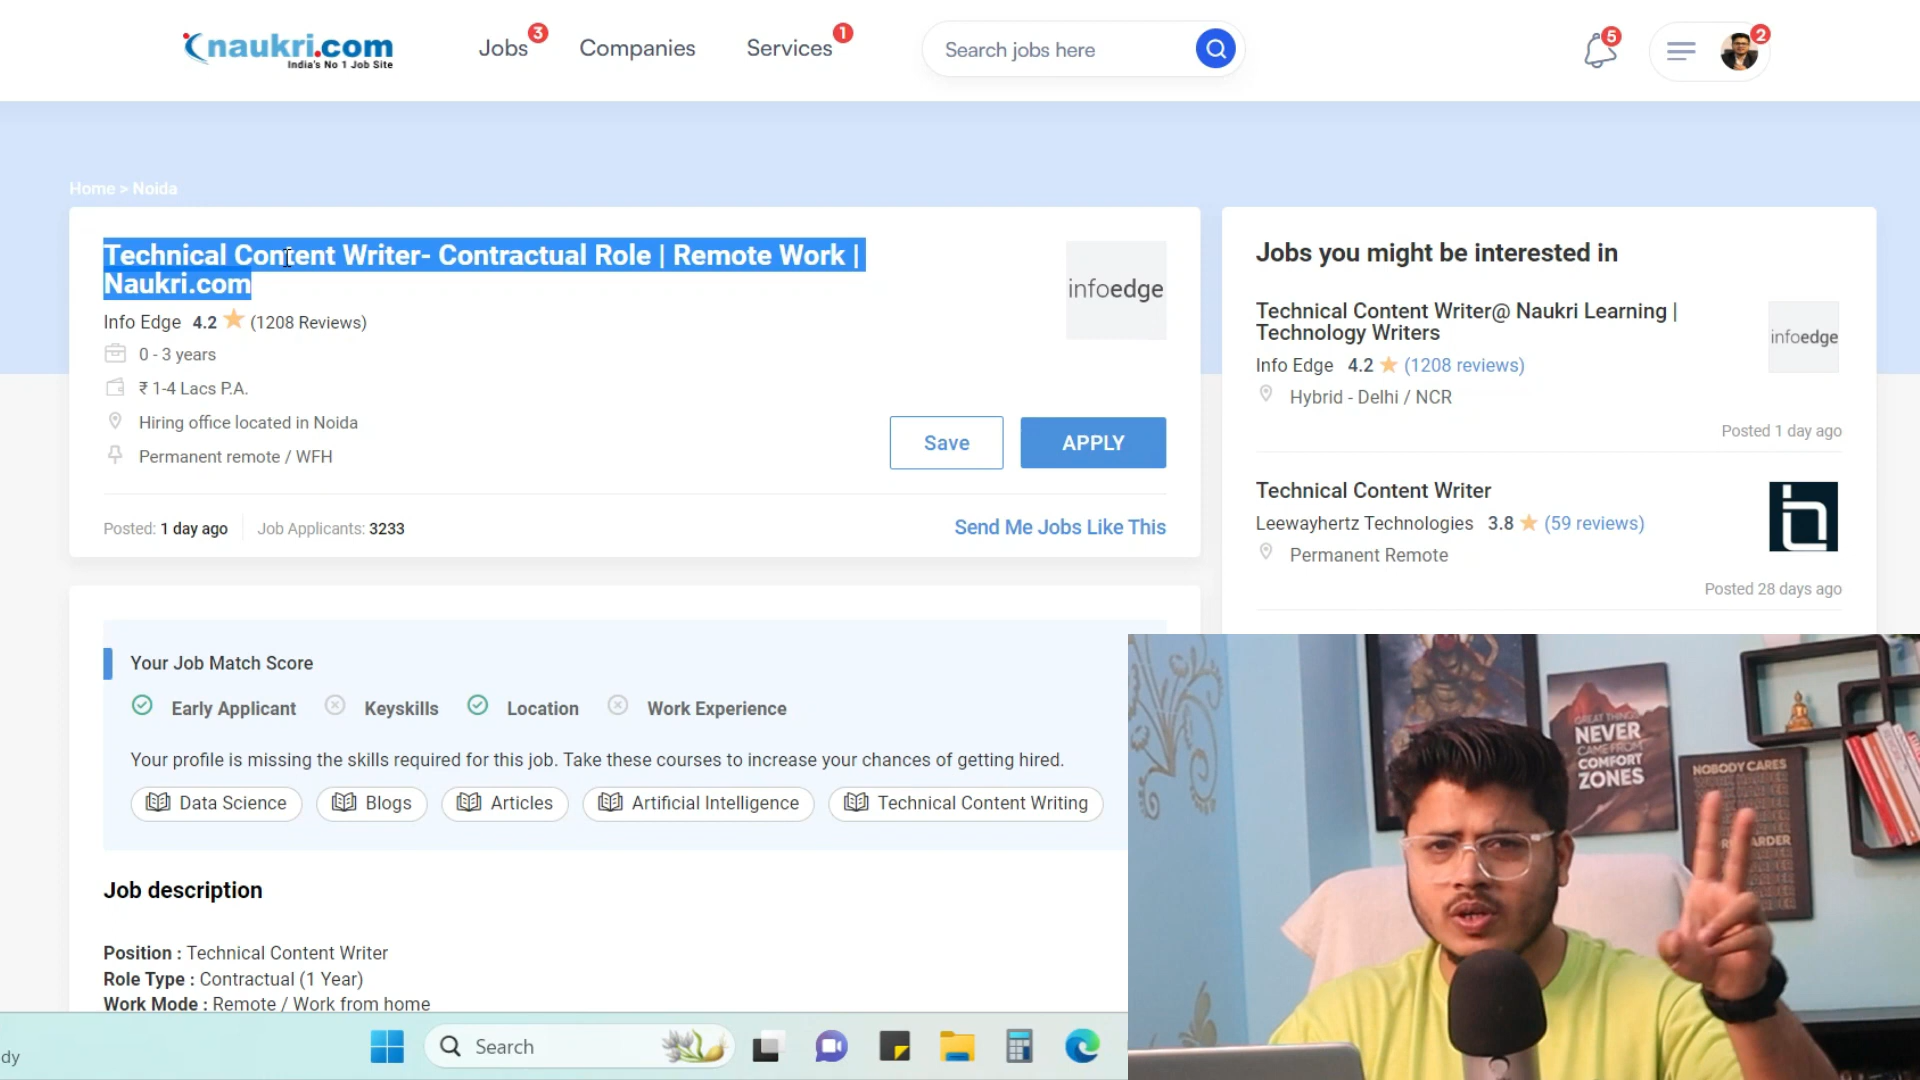 naukri.com
India's No 1 Job Site
Jobs
3
Companies
Services
1
Search jobs here
5
2
Home > Noida
Technical Content Writer- Contractual Role | Remote Work |
Naukri.com
Info Edge 4.2 (1208 Reviews)
0 - 3 years
₹ 1-4 Lacs P.A.
Hiring office located in Noida
Permanent remote / WFH
infoedge
Save
APPLY
Posted: 1 day ago
Job Applicants: 3233
Send Me Jobs Like This
Jobs you might be interested in
Technical Content Writer@ Naukri Learning |
Technology Writers
infoedge
Info Edge 4.2 (1208 reviews)
Hybrid - Delhi / NCR
Posted 1 day ago
Technical Content Writer
Leewayhertz Technologies 3.8 (59 reviews)
Permanent Remote
Posted 28 days ago
Your Job Match Score
Early Applicant
Keyskills
Location
Work Experience
Your profile is missing the skills required for this job. Take these courses to increase your chances of getting hired.
Data Science
Blogs
Articles
Artificial Intelligence
Technical Content Writing
Job description
Position : Technical Content Writer
Role Type : Contractual (1 Year)
Work Mode : Remote / Work from home
dy
Search
GREAT THINGS
NEVER
CAME FROM
COMFORT
ZONES
NOBODY CARES
HARDER